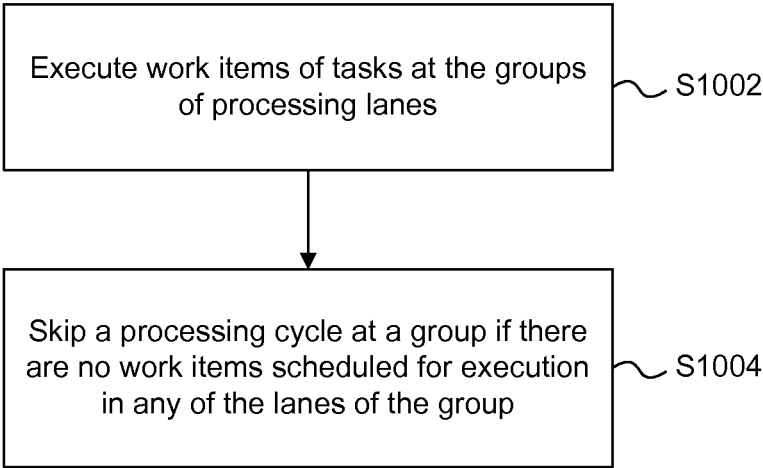 Execute work items of tasks at the groups
of processing lanes
S1002
Skip a processing cycle at a group if there
are no work items scheduled for execution
in any of the lanes of the group
S1004